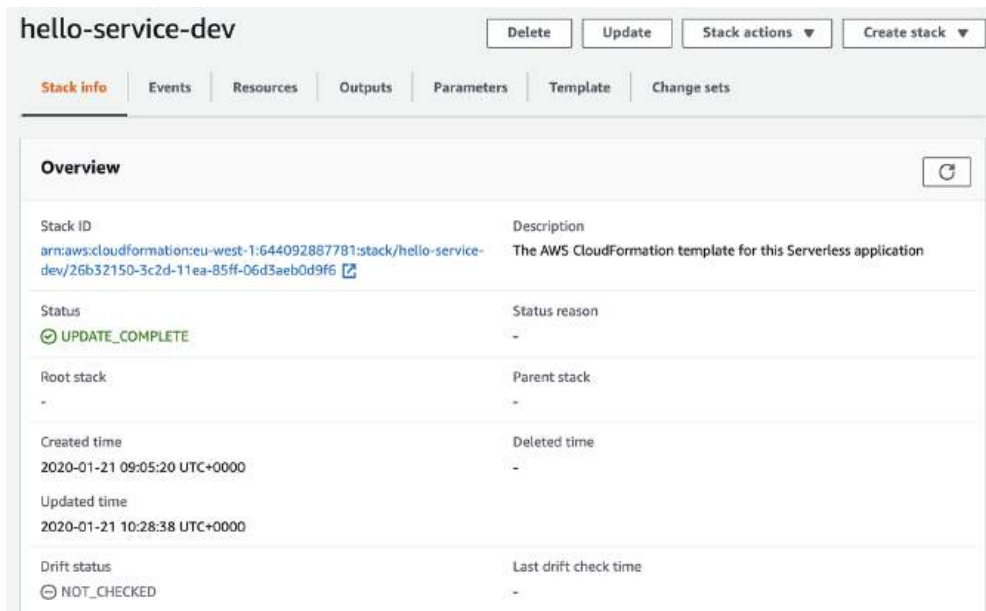 hello-service-dev
Delete
Update
Stack actions ▼
Create stack ▼
Stack info
Events
Resources
Outputs
Parameters
Template
Change sets
Overview
Stack ID
arn:aws:cloudformation:eu-west-1:644092887781:stack/hello-service-
dev/26b32150-3c2d-11ea-85ff-06d3aeb0d9f6
Description
The AWS CloudFormation template for this Serverless application
Status
UPDATE_COMPLETE
Status reason
-
Root stack
-
Parent stack
-
Created time
2020-01-21 09:05:20 UTC+0000
Deleted time
-
Updated time
2020-01-21 10:28:38 UTC+0000
Drift status
NOT_CHECKED
Last drift check time
-